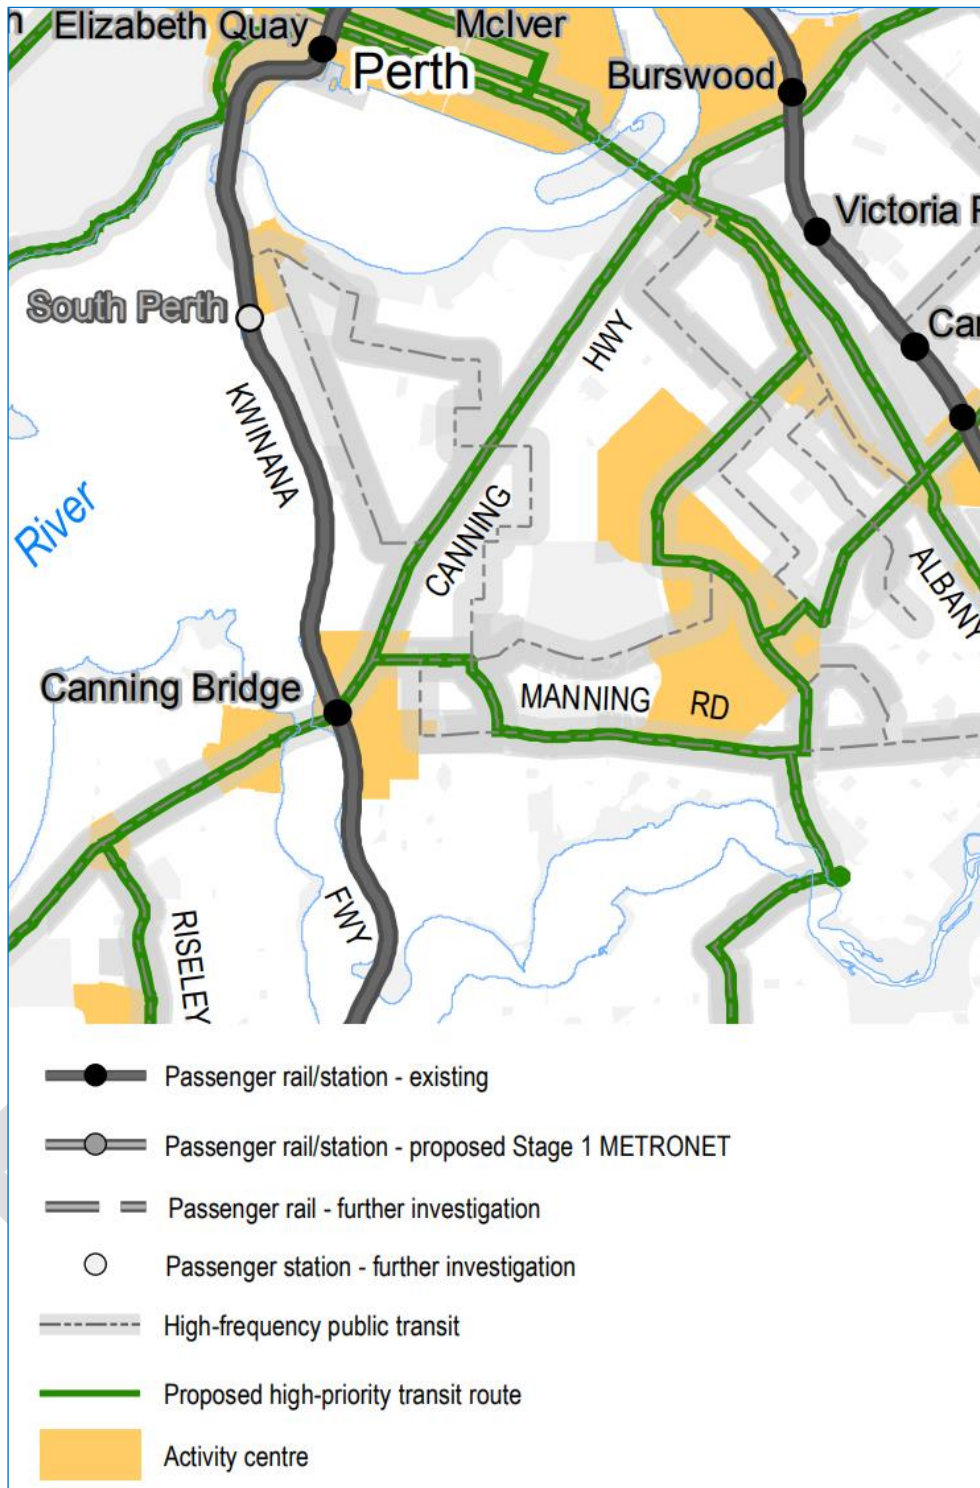 n
Elizabeth Quay
McIver
Perth
Burswood
Victoria P
South Perth
Car
HWY
KWINANA
River
CANNING
ALBANY
Canning Bridge
MANNING RD
FWY
RISELEY
Passenger rail/station - existing
Passenger rail/station - proposed Stage 1 METRONET
Passenger rail - further investigation
Passenger station - further investigation
High-frequency public transit
Proposed high-priority transit route
Activity centre